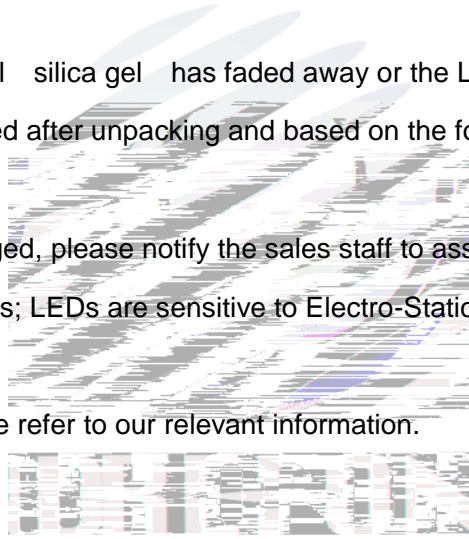 l silica gel has faded away or the L
ed after unpacking and based on the fo
ged, please notify the sales staff to ass
s; LEDs are sensitive to Electro-Static
e refer to our relevant information.